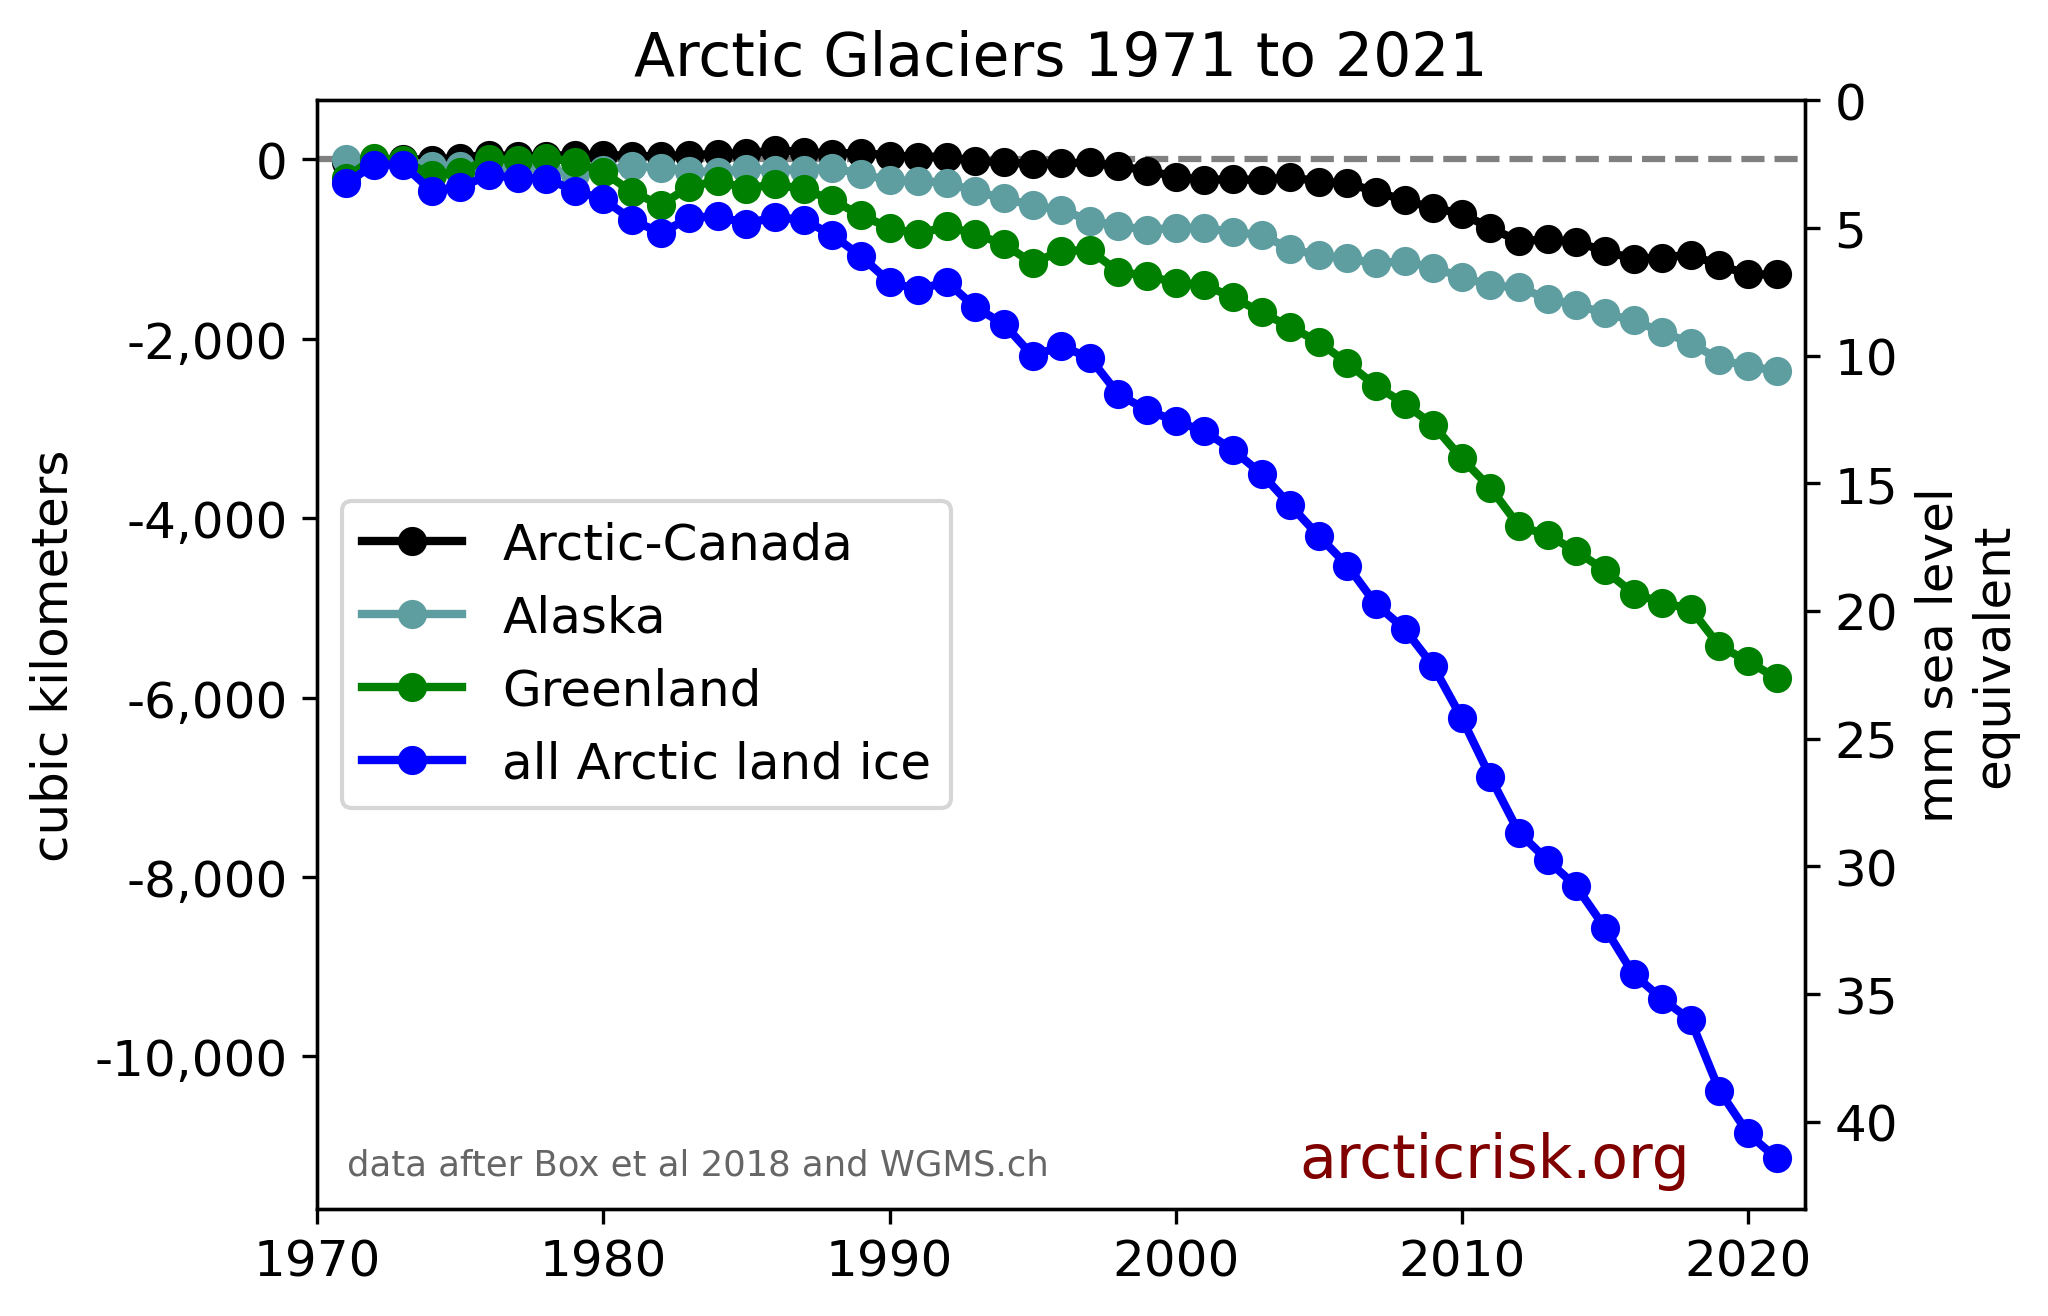 Arctic Glaciers 1971 to 2021
0
-2,000
-4,000
-6,000
-8,000
-10,000
cubic kilometers
0
5
10
15
20
25
30
35
40
mm sea level
equivalent
Arctic-Canada
Alaska
Greenland
all Arctic land ice
data after Box et al 2018 and WGMS.ch
arcticrisk.org
1970 1980 1990 2000 2010 2020